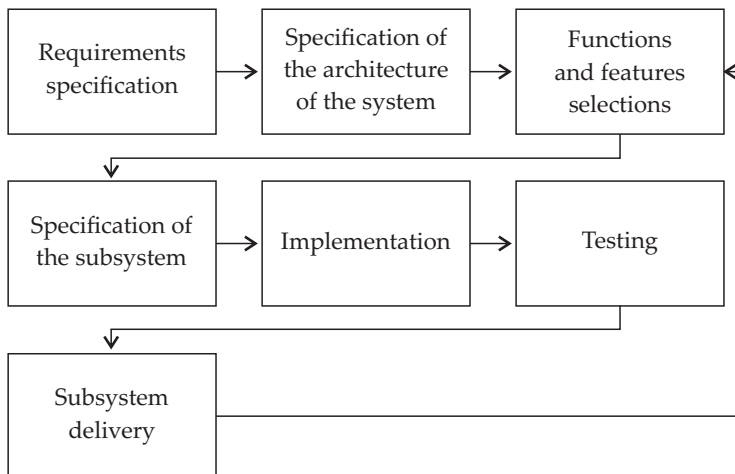 Requirements
specification
Specification of
the architecture
of the system
Functions
and features
selections
Specification of
the subsystem
Implementation
Testing
Subsystem
delivery